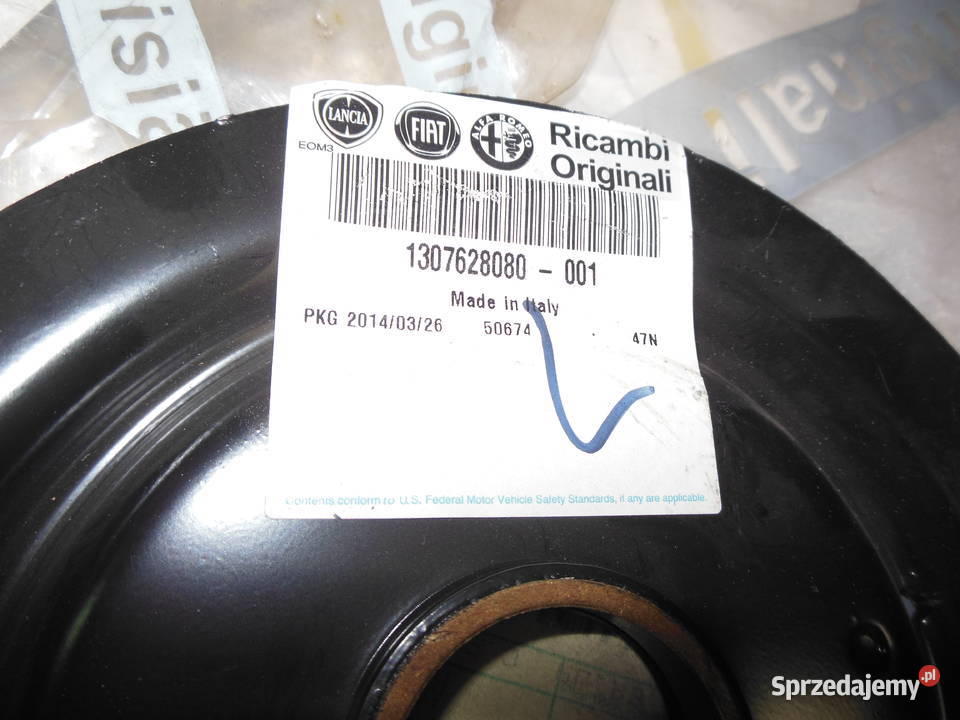 LANCIA
FIAT
ALFA ROMEO
Ricambi
Originali
EOM3
1307628080 - 001
Made in Italy
PKG 2014/03/26 50674 47N
Contents conform to U.S. Federal Motor Vehicle Safety Standards, if any are applicable.
Sprzedajemy.pl